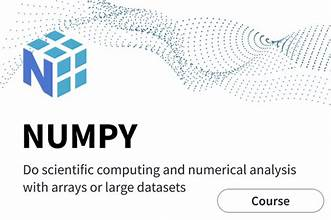 NUMPY
Do scientific computing and numerical analysis
with arrays or large datasets
Course